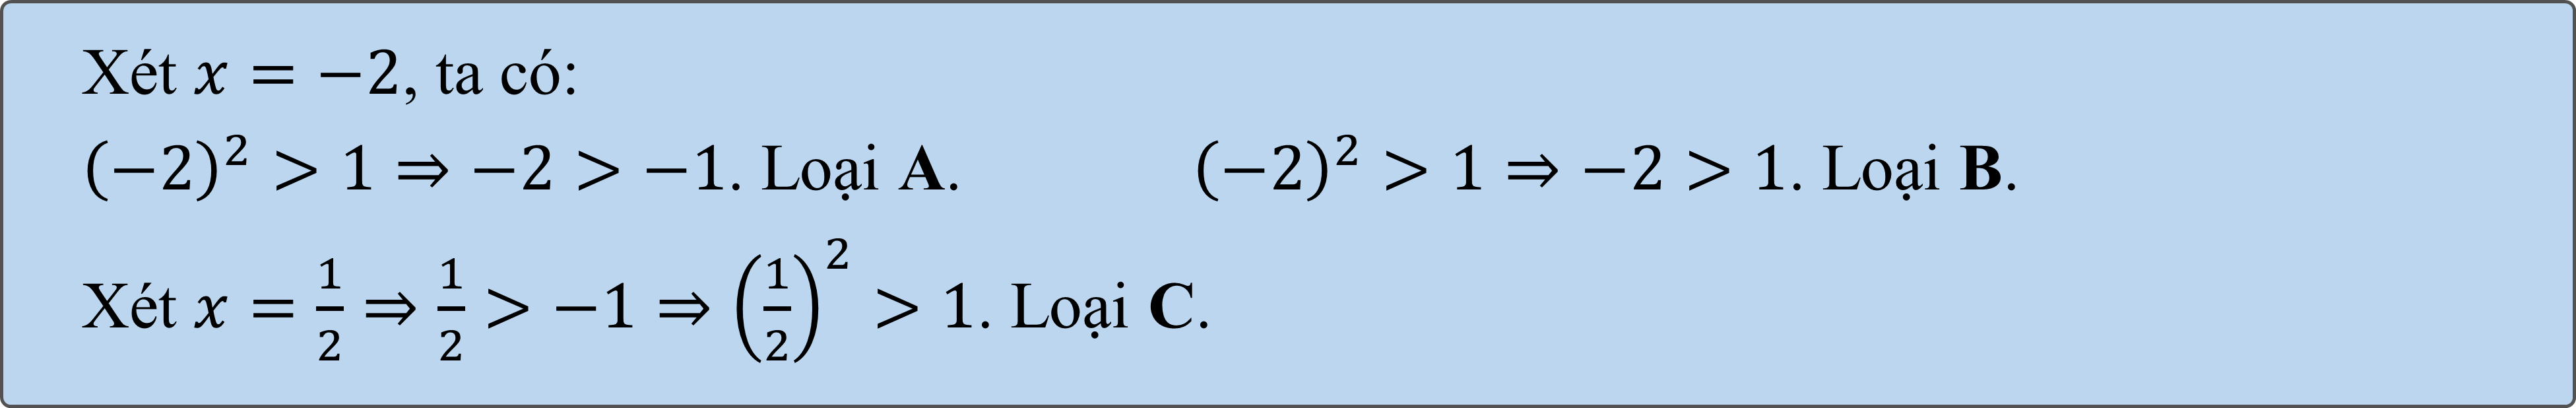 Xét x = −2, ta có:
(−2)² > 1 ⇒ −2 > −1. Loại A. (−2)² > 1 ⇒ −2 > 1. Loại B.
Xét x = 1/2 ⇒ 1/2 > −1 ⇒ (1/2)² > 1. Loại C.